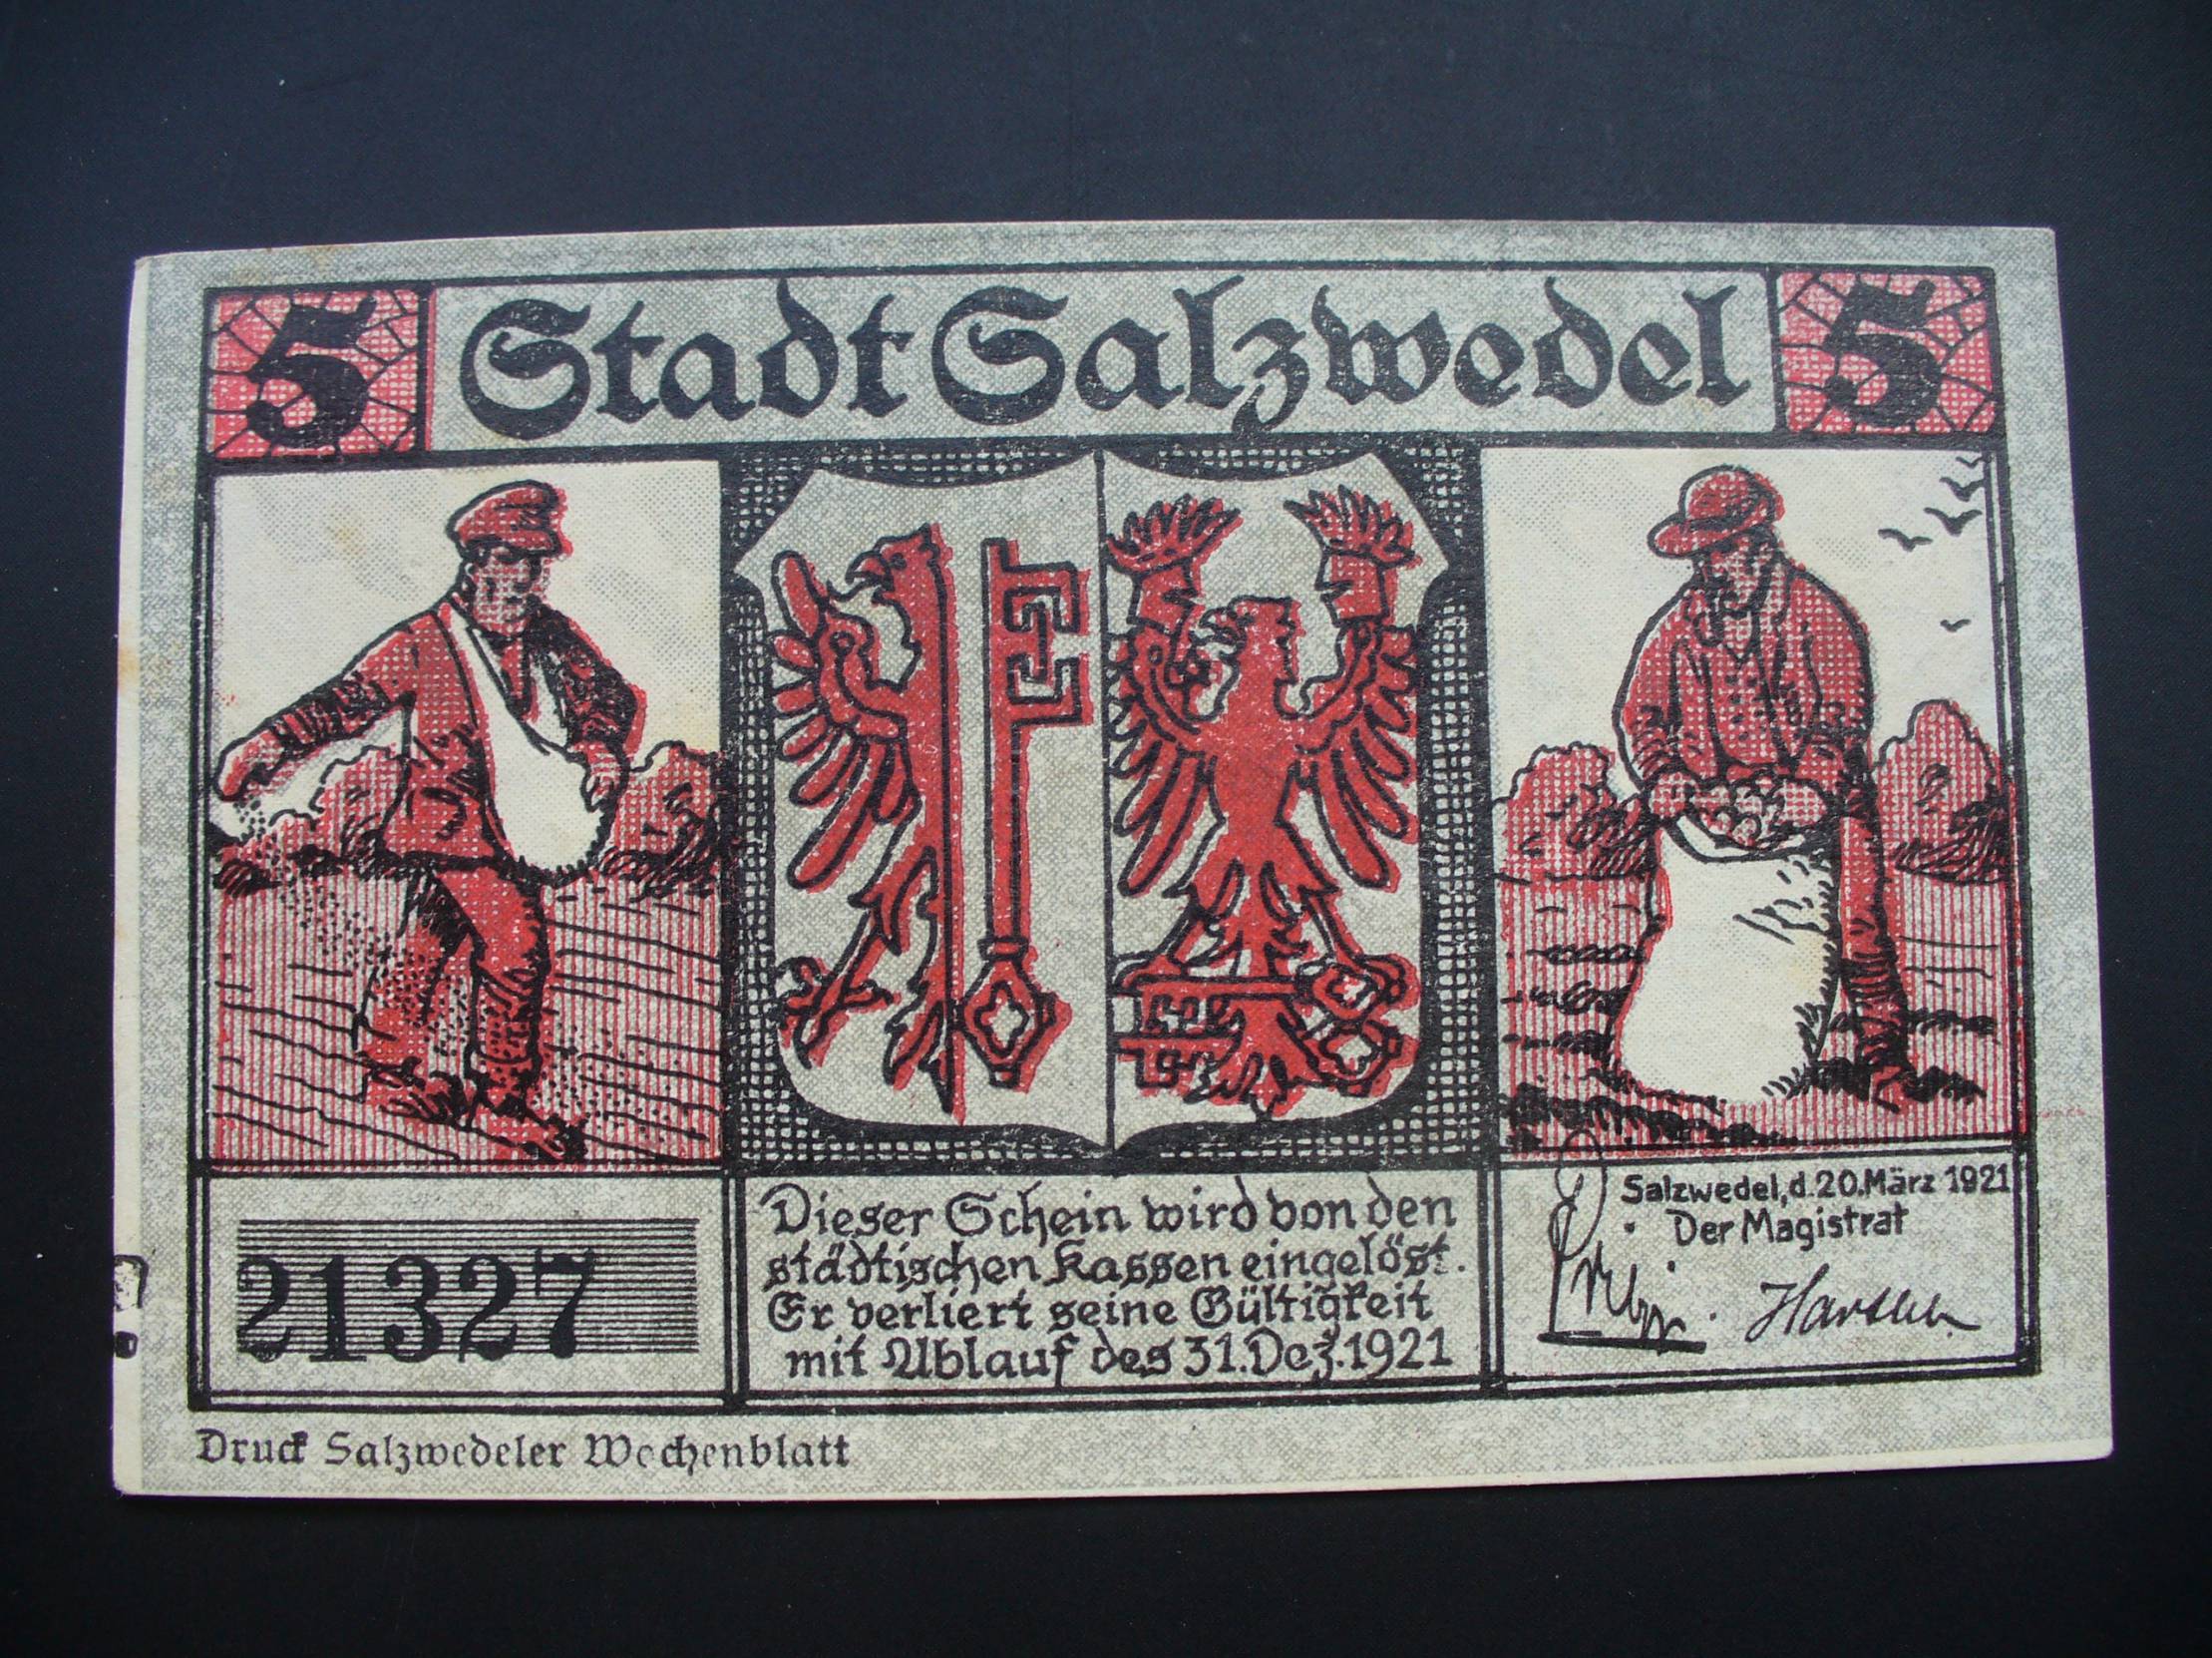 5 Stadt Salzwedel 5
21327
Dieser Schein wird von den
städtischen Kassen eingelöst.
Er verliert seine Gültigkeit
mit Ablauf des 31. Dez. 1921
Salzwedel, d. 20. März 1921
Der Magistrat
Druck Salzwedeler Wochenblatt